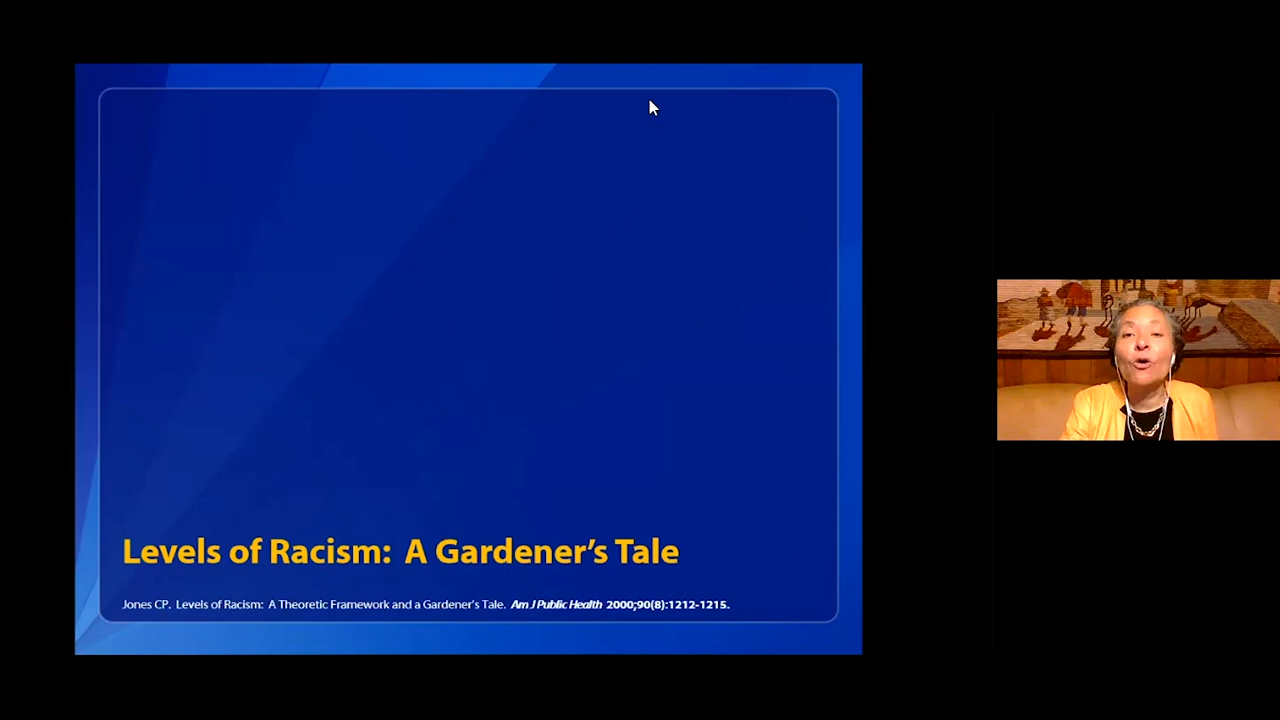 Levels of Racism:  A Gardener's Tale
Jones CP.  Levels of Racism:  A Theoretic Framework and a Gardener's Tale.  Am J Public Health  2000;90(8):1212-1215.